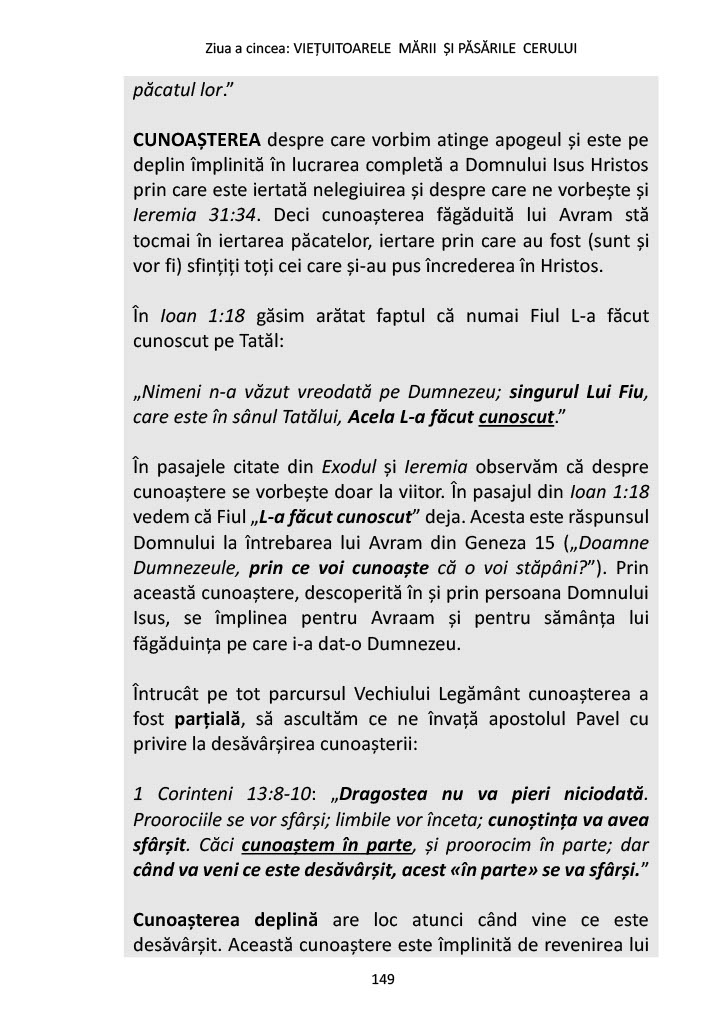 Ziua a cincea: VIEȚUITOARELE MĂRII ȘI PĂSĂRILE CERULUI
păcatul lor.”
CUNOAȘTEREA despre care vorbim atinge apogeul și este pe
deplin împlinită în lucrarea completă a Domnului Isus Hristos
prin care este iertată nelegiuirea și despre care ne vorbește și
Ieremia 31:34. Deci cunoașterea făgăduită lui Avram stă
tocmai în iertarea păcatelor, iertare prin care au fost (sunt și
vor fi) sfințiți toți cei care și-au pus încrederea în Hristos.
În Ioan 1:18 găsim arătat faptul că numai Fiul L-a făcut
cunoscut pe Tatăl:
„Nimeni n-a văzut vreodată pe Dumnezeu; singurul Lui Fiu,
care este în sânul Tatălui, Acela L-a făcut cunoscut.”
În pasajele citate din Exodul și Ieremia observăm că despre
cunoaștere se vorbește doar la viitor. În pasajul din Ioan 1:18
vedem că Fiul „L-a făcut cunoscut” deja. Acesta este răspunsul
Domnului la întrebarea lui Avram din Geneza 15 („Doamne
Dumnezeule, prin ce voi cunoaște că o voi stăpâni?”). Prin
această cunoaștere, descoperită în și prin persoana Domnului
Isus, se împlinea pentru Avraam și pentru sămânța lui
făgăduința pe care i-a dat-o Dumnezeu.
Întrucât pe tot parcursul Vechiului Legământ cunoașterea a
fost parțială, să ascultăm ce ne învață apostolul Pavel cu
privire la desăvârșirea cunoașterii:
1 Corinteni 13:8-10: „Dragostea nu va pieri niciodată.
Proorociile se vor sfârși; limbile vor înceta; cunoștința va avea
sfârșit. Căci cunoaștem în parte, și proorocim în parte; dar
când va veni ce este desăvârșit, acest «în parte» se va sfârși.”
Cunoașterea deplină are loc atunci când vine ce este
desăvârșit. Această cunoaștere este împlinită de revenirea lui
149